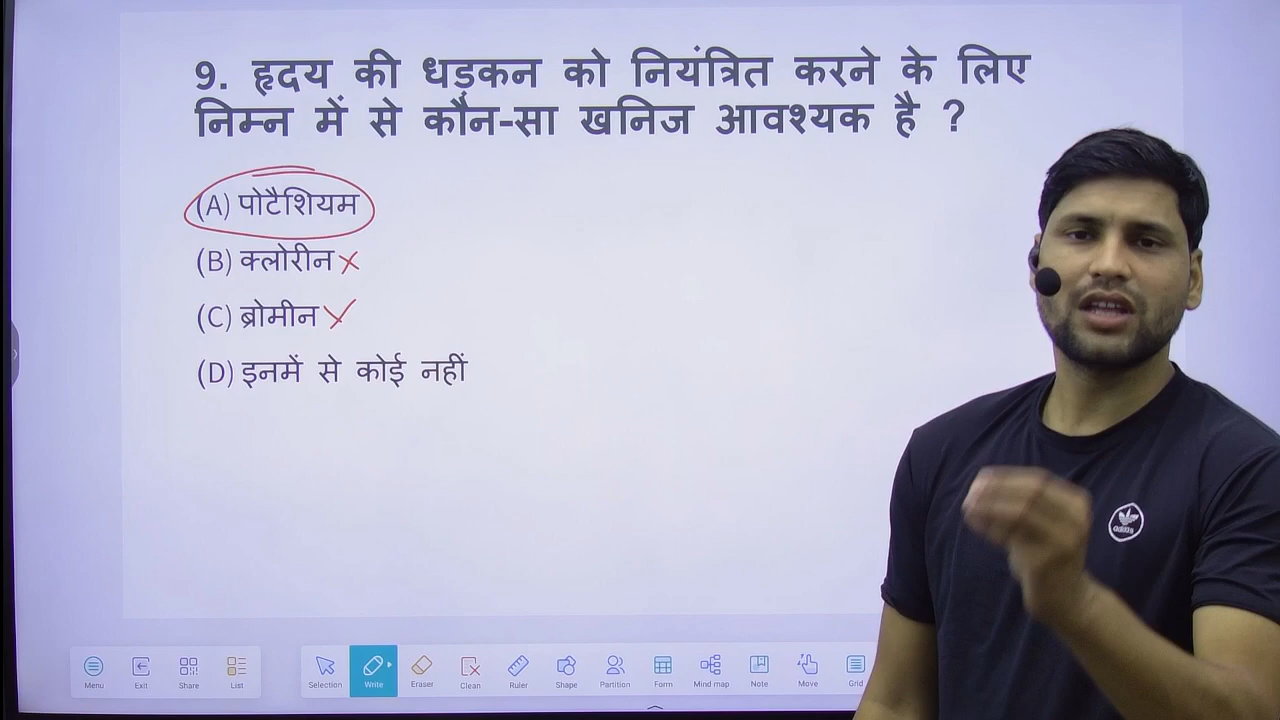 9. हृदय की धड़कन को नियंत्रित करने के लिए
निम्न में से कौन-सा खनिज आवश्यक है ?
(A) पोटैशियम
(B) क्लोरीन
(C) ब्रोमीन
(D) इनमें से कोई नहीं
adidas
Menu Exit Share List Selection Write Eraser Clean Ruler Shape Partition Form Mind map Note Move Grid